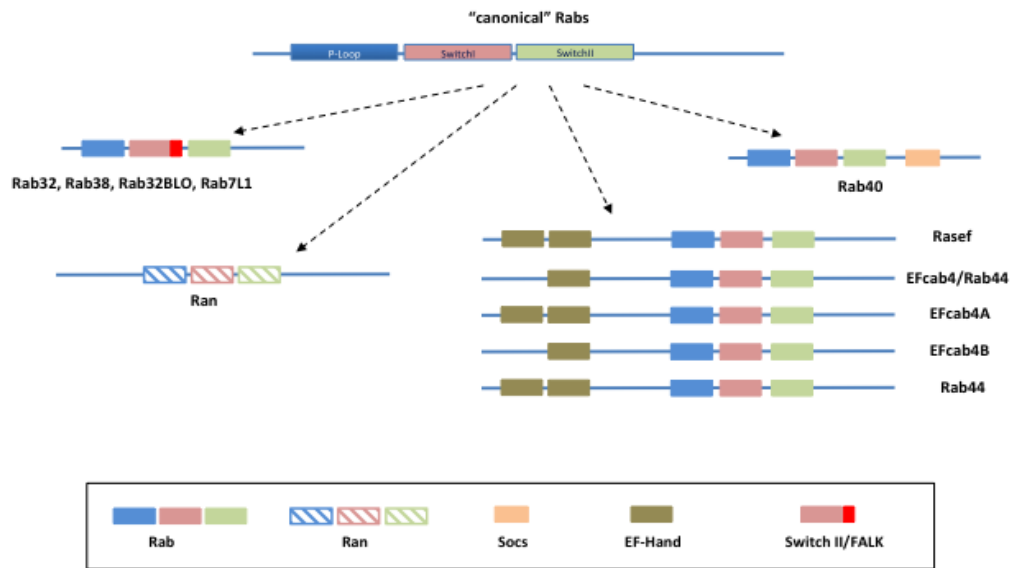 “canonical” Rabs
P-Loop SwitchI SwitchII
Rab32, Rab38, Rab32BLO, Rab7L1
Rab40
Ran
Rasef
EFcab4/Rab44
EFcab4A
EFcab4B
Rab44
Rab Ran Socs EF-Hand Switch II/FALK